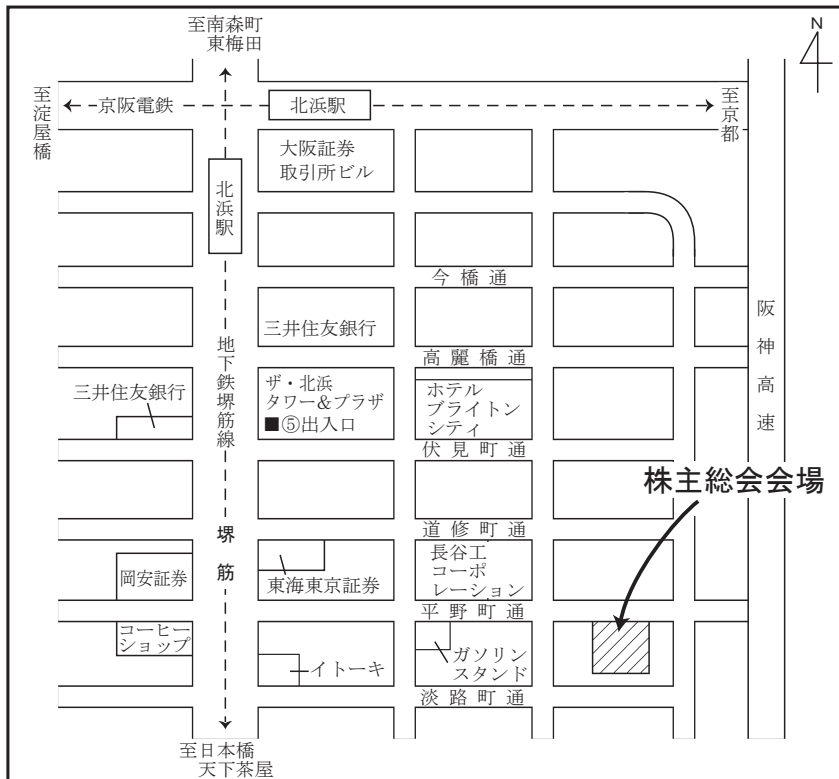 至南森町
東梅田
N
至淀屋橋
京阪電鉄
北浜駅
至京都
大阪証券
取引所ビル
北浜駅
今橋通
阪神高速
三井住友銀行
高麗橋通
地下鉄堺筋線
三井住友銀行
ザ・北浜
タワー&プラザ
■⑤出入口
ホテル
ブライトン
シティ
伏見町通
株主総会会場
道修町通
堺筋
岡安証券
東海東京証券
長谷工
コーポ
レーション
平野町通
コーヒー
ショップ
イトーキ
ガソリン
スタンド
淡路町通
至日本橋
天下茶屋